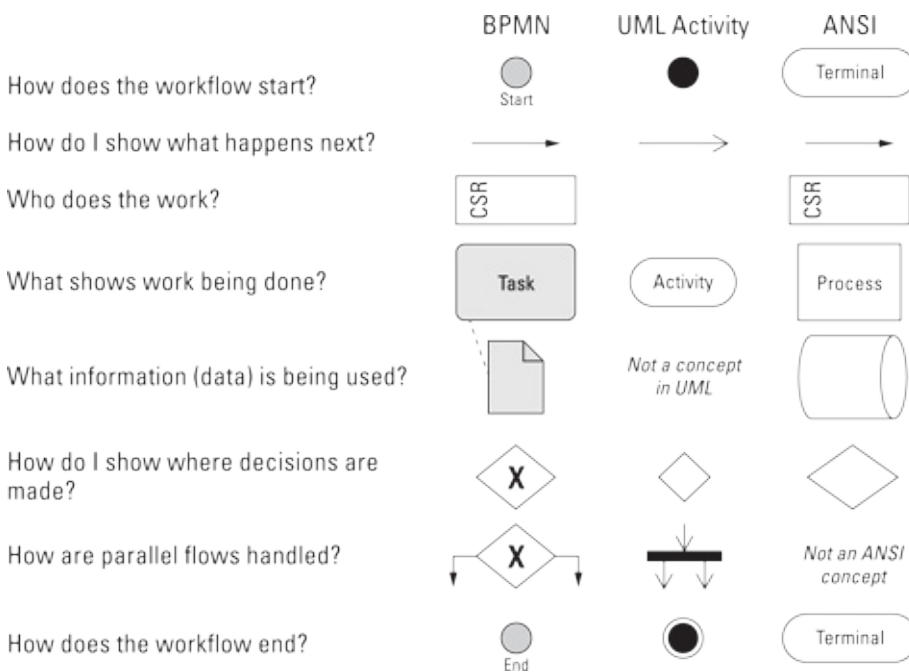 BPMN UML Activity ANSI
How does the workflow start?
Start
Terminal
How do I show what happens next?
Who does the work?
CSR
CSR
What shows work being done?
Task
Activity
Process
What information (data) is being used?
Not a concept
in UML
How do I show where decisions are
made?
X
How are parallel flows handled?
X
Not an ANSI
concept
How does the workflow end?
End
Terminal